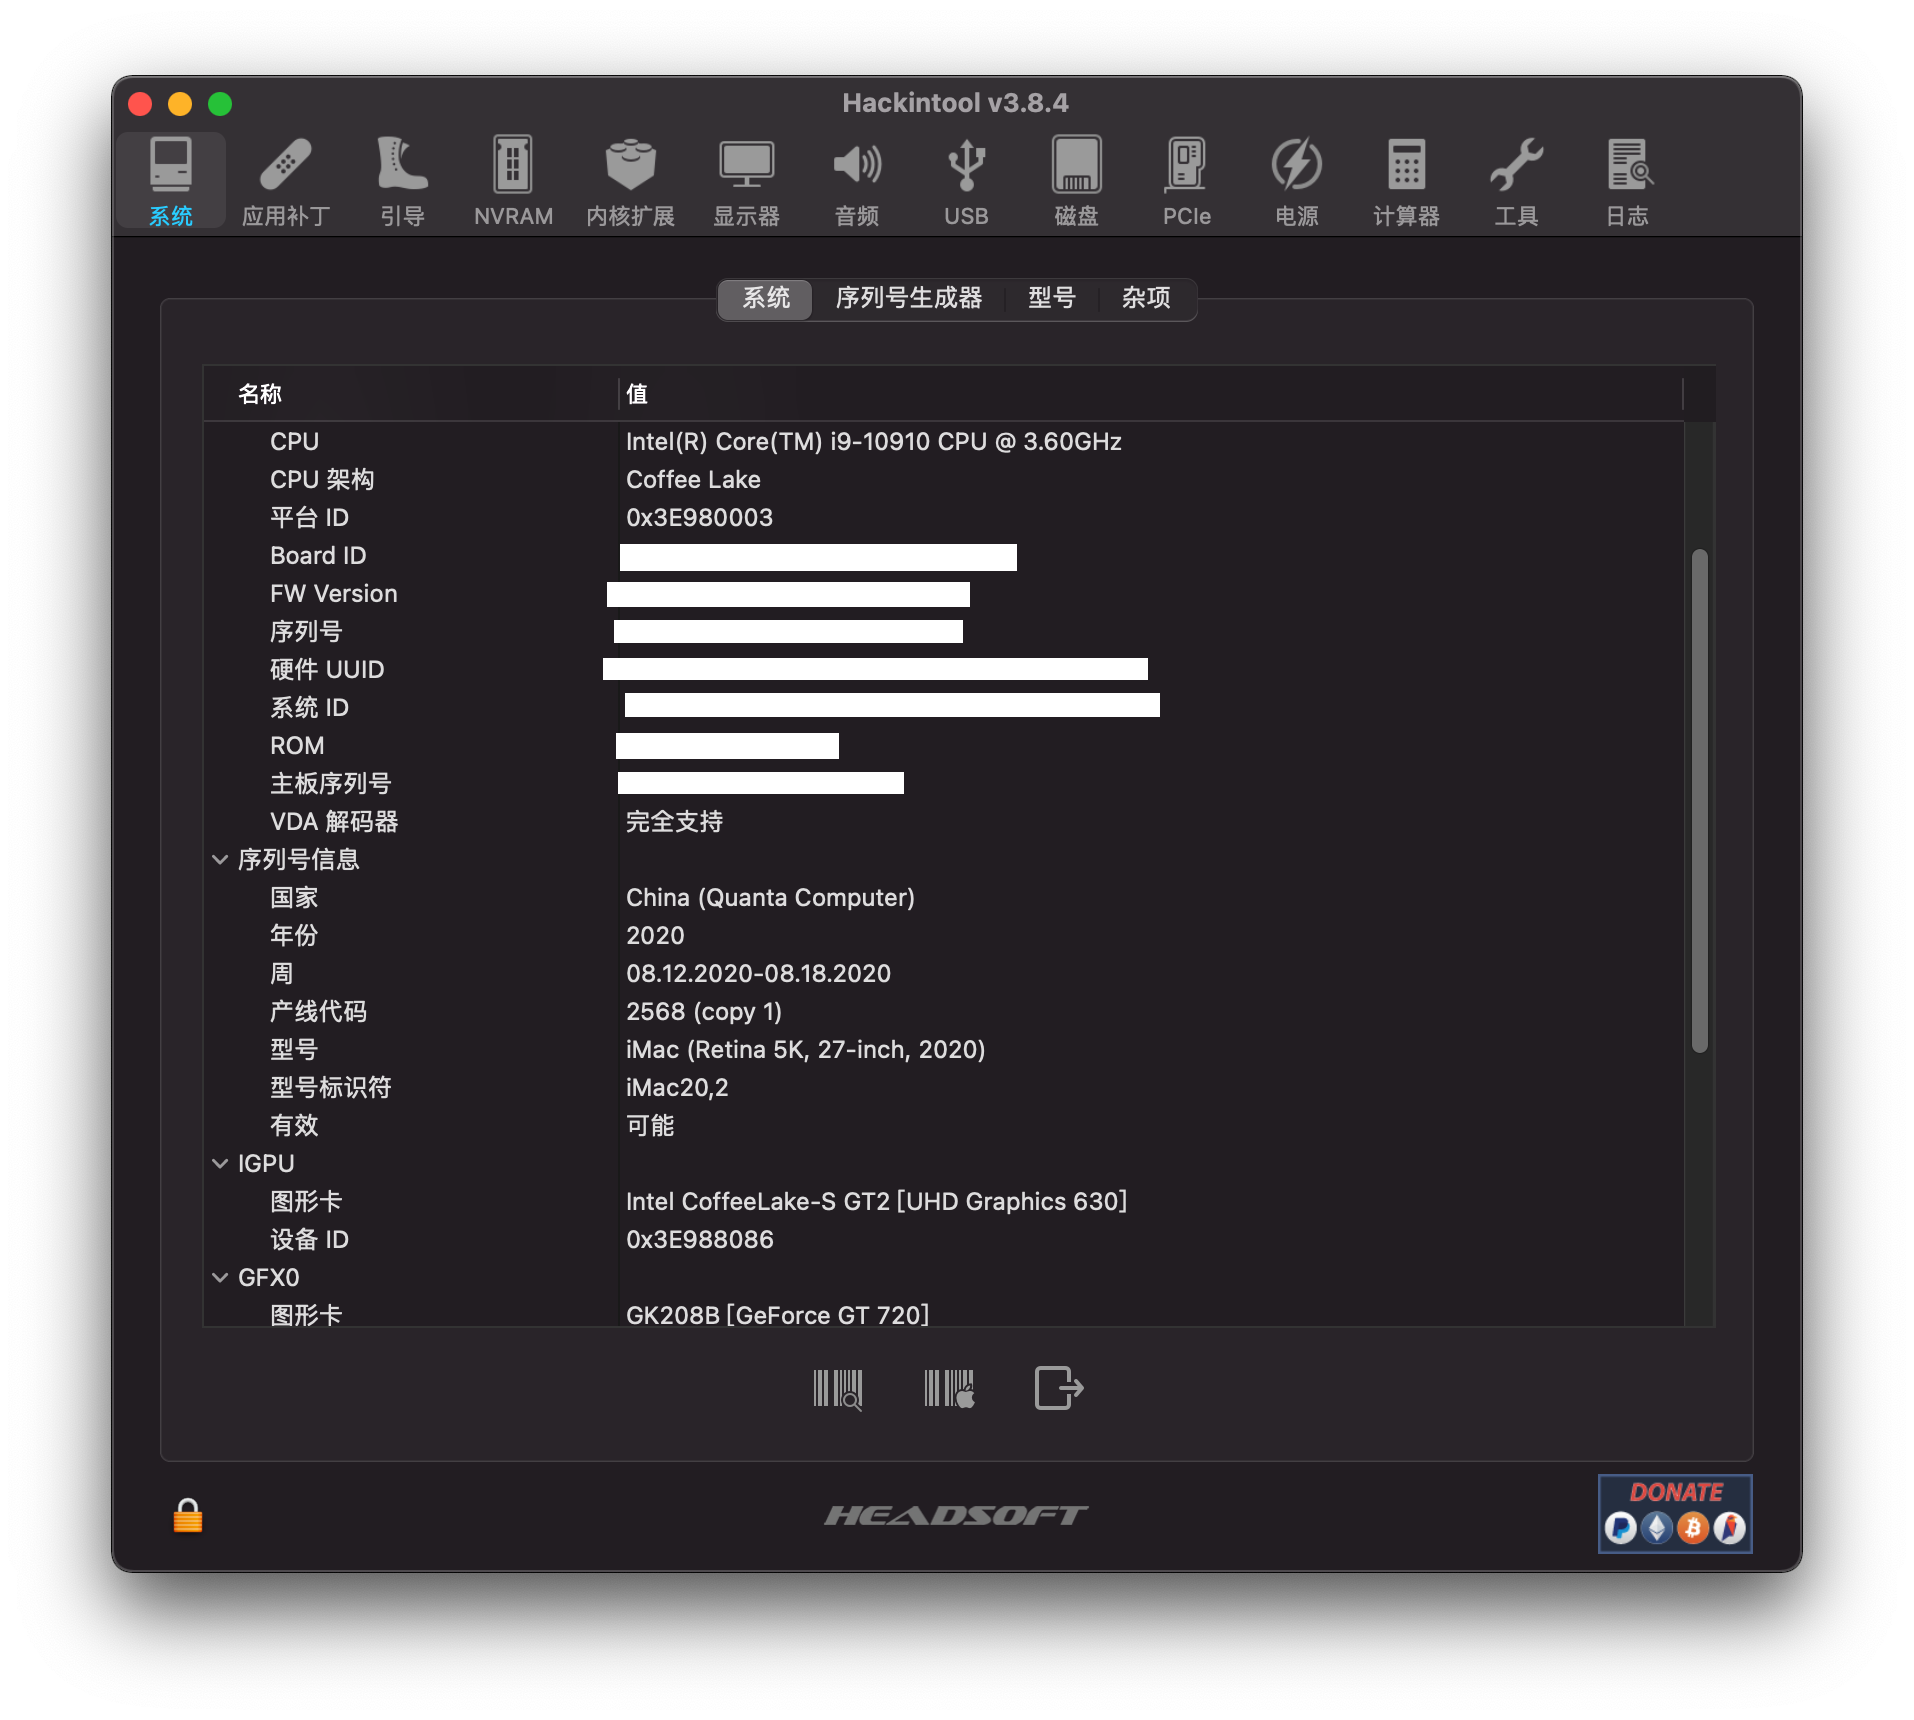 Hackintool v3.8.4
系统 应用补丁 引导 NVRAM 内核扩展 显示器 音频 USB 磁盘 PCIe 电源 计算器 工具 日志
系统 序列号生成器 型号 杂项
名称 值
CPU Intel(R) Core(TM) i9-10910 CPU @ 3.60GHz
CPU 架构 Coffee Lake
平台 ID 0x3E980003
Board ID
FW Version
序列号
硬件 UUID
系统 ID
ROM
主板序列号
VDA 解码器 完全支持
序列号信息
国家 China (Quanta Computer)
年份 2020
周 08.12.2020-08.18.2020
产线代码 2568 (copy 1)
型号 iMac (Retina 5K, 27-inch, 2020)
型号标识符 iMac20,2
有效 可能
IGPU
图形卡 Intel CoffeeLake-S GT2 [UHD Graphics 630]
设备 ID 0x3E988086
GFX0
图形卡 GK208B [GeForce GT 720]
HEADSOFT
DONATE